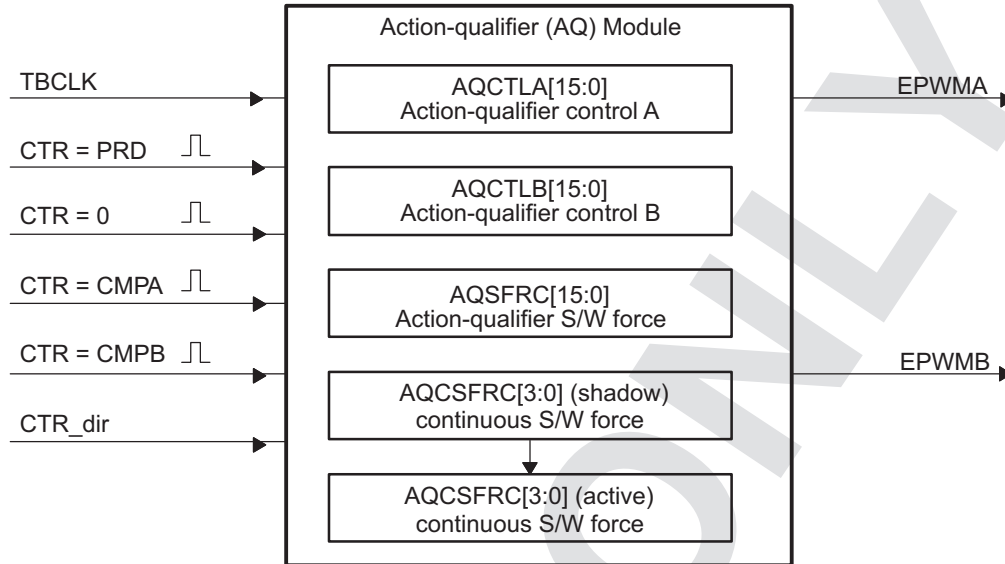 Action-qualifier (AQ) Module
TBCLK
AQCTLA[15:0]
Action-qualifier control A
EPWMA
CTR = PRD
AQCTLB[15:0]
Action-qualifier control B
CTR = 0
CTR = CMPA
AQSFRC[15:0]
Action-qualifier S/W force
CTR = CMPB
EPWMB
AQCSFRC[3:0] (shadow)
continuous S/W force
CTR_dir
AQCSFRC[3:0] (active)
continuous S/W force
ONLY